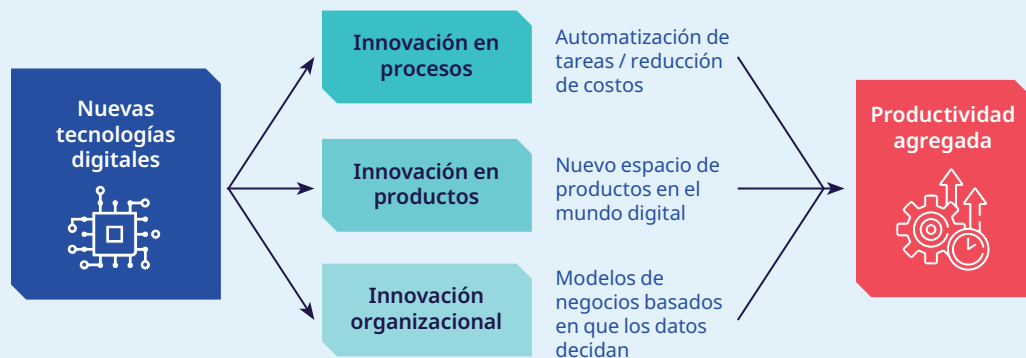 Nuevas
tecnologías
digitales
Innovación en
procesos
Automatización de
tareas / reducción
de costos
Innovación en
productos
Nuevo espacio de
productos en el
mundo digital
Innovación
organizacional
Modelos de
negocios basados
en que los datos
decidan
Productividad
agregada